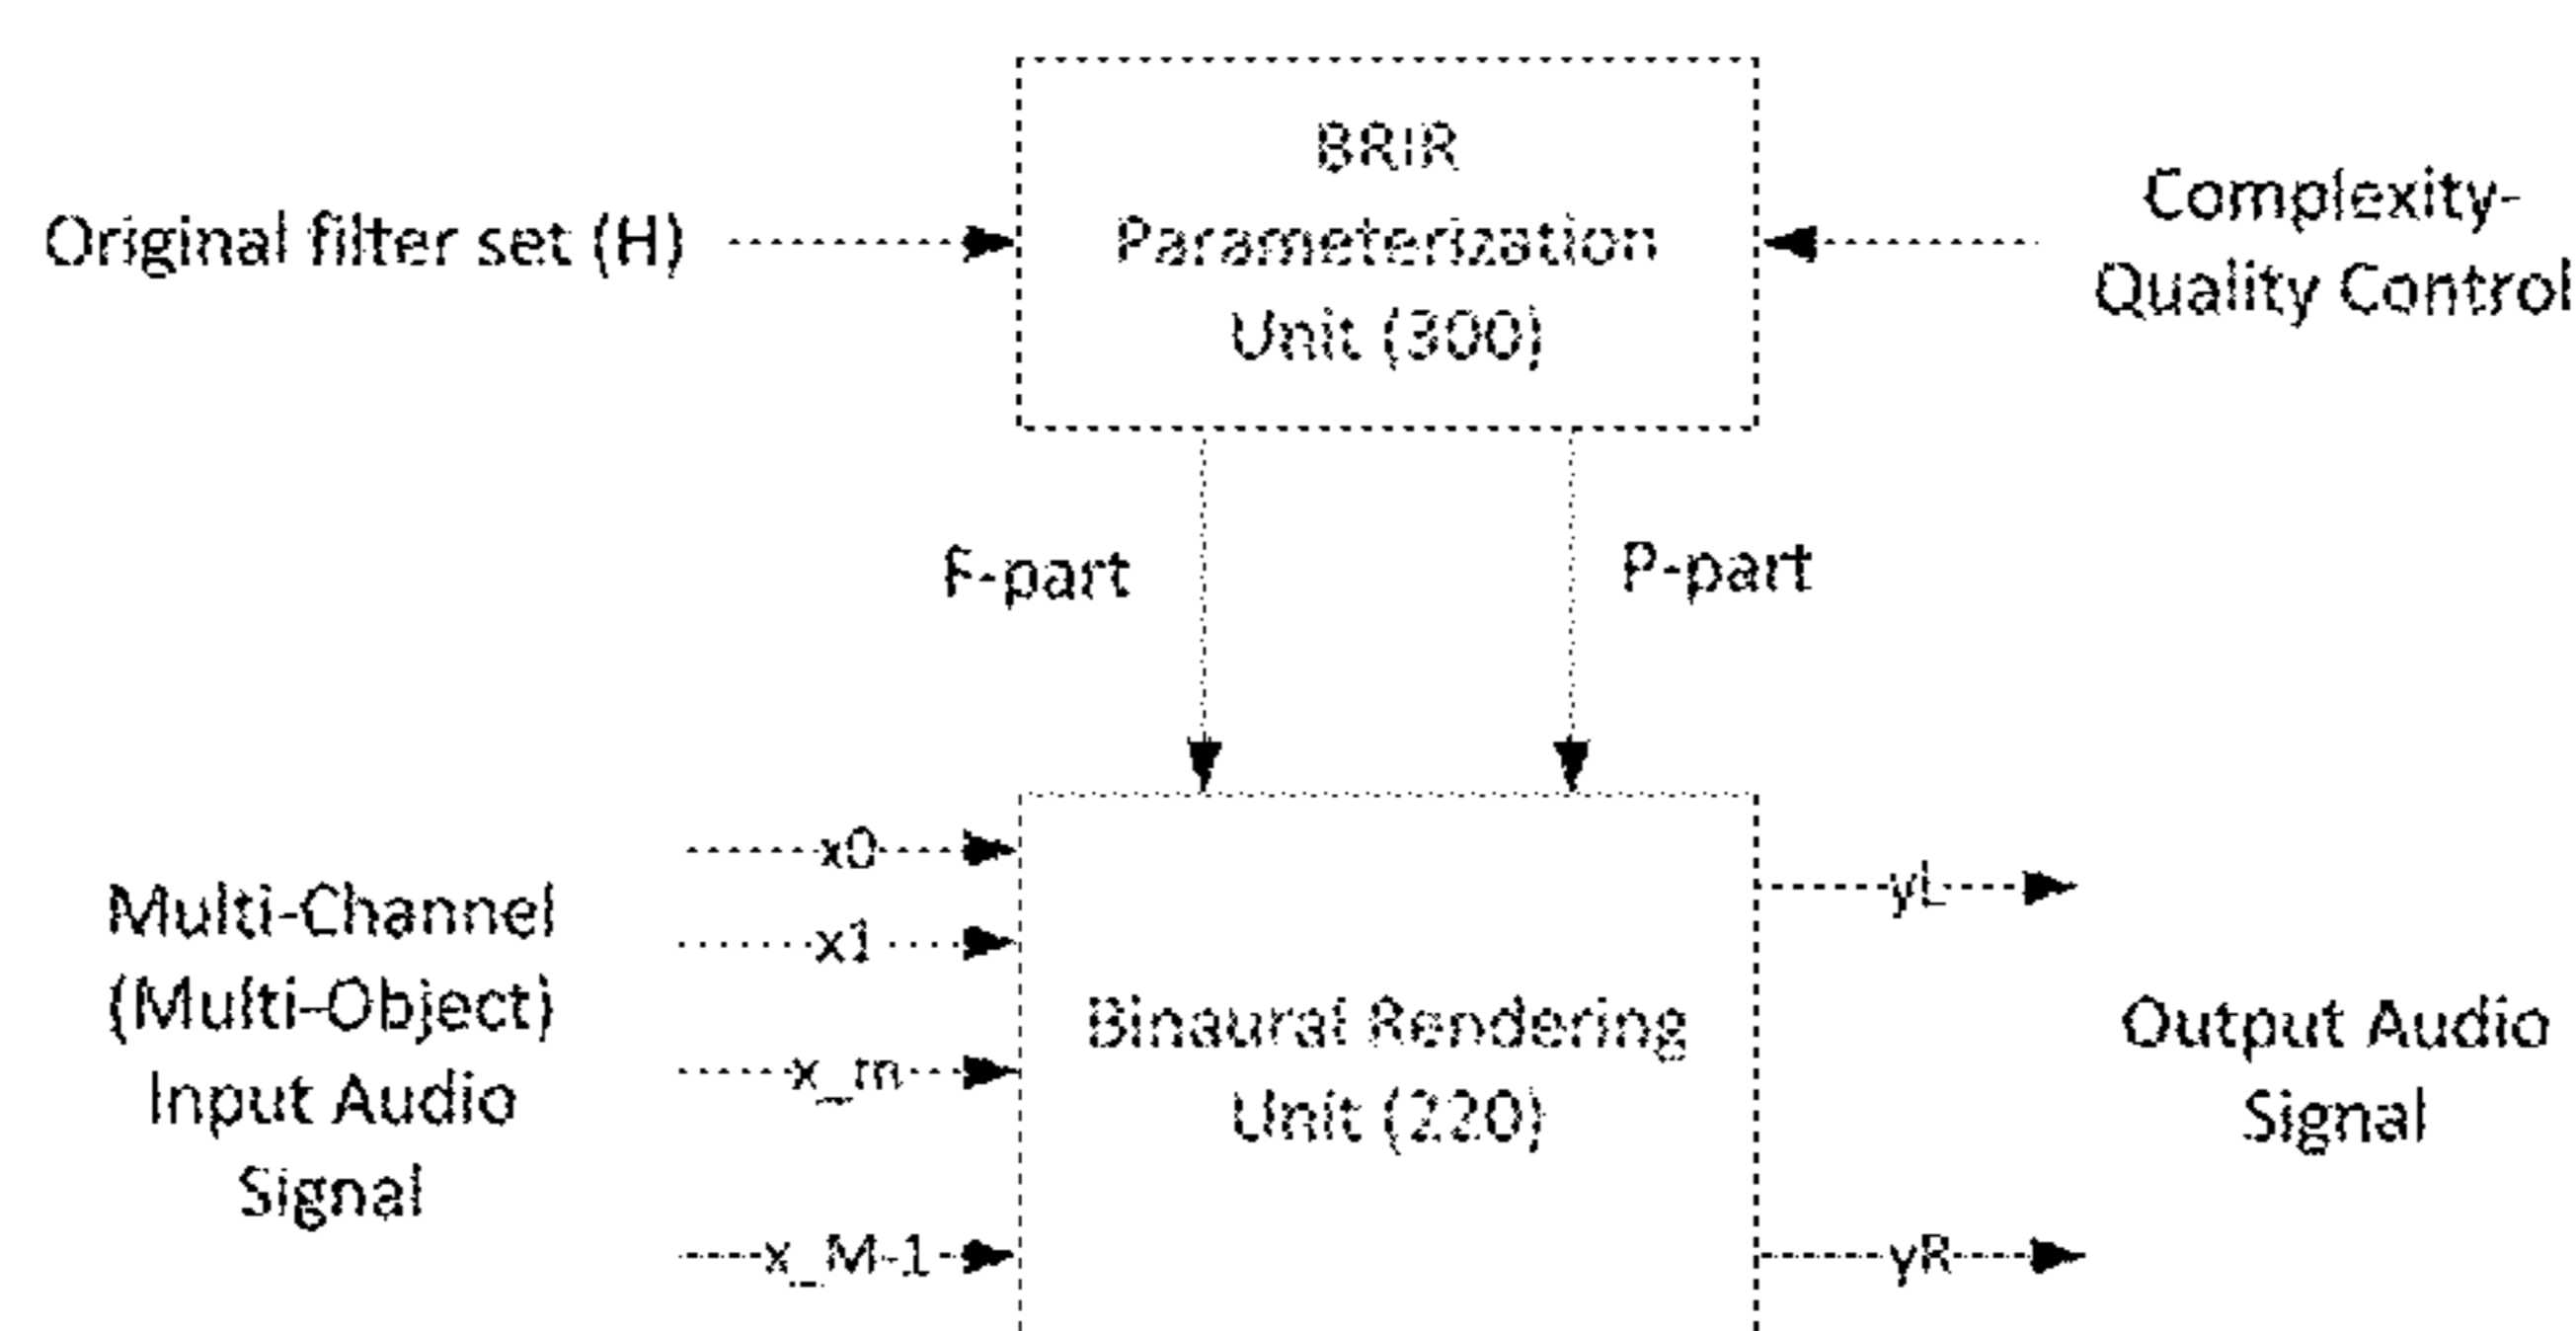 BRIR
Parameterization
Unit (300)
Original filter set (H)
Complexity-
Quality Control
F-part
P-part
Multi-Channel
(Multi-Object)
Input Audio
Signal
x0
x1
x_m
x_M-1
Binaural Rendering
Unit (220)
yL
yR
Output Audio
Signal